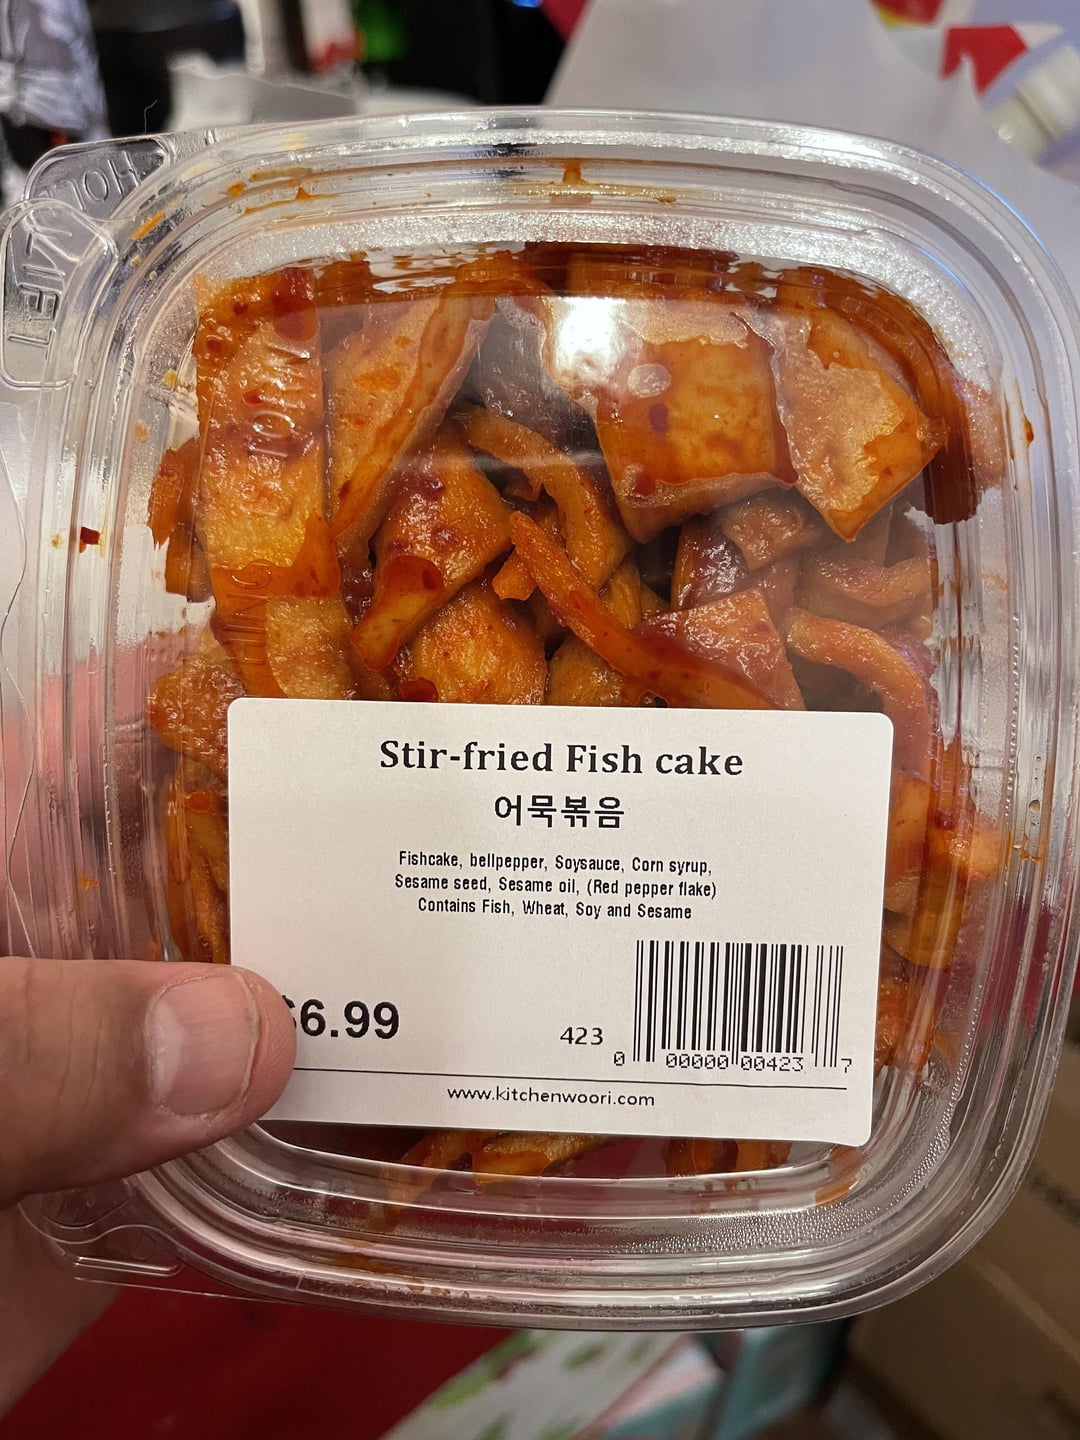 Stir-fried Fish cake
어묵볶음
Fishcake, bellpepper, Soysauce, Corn syrup,
Sesame seed, Sesame oil, (Red pepper flake)
Contains Fish, Wheat, Soy and Sesame
$6.99
423
0 00000 00423 7
www.kitchenwoori.com